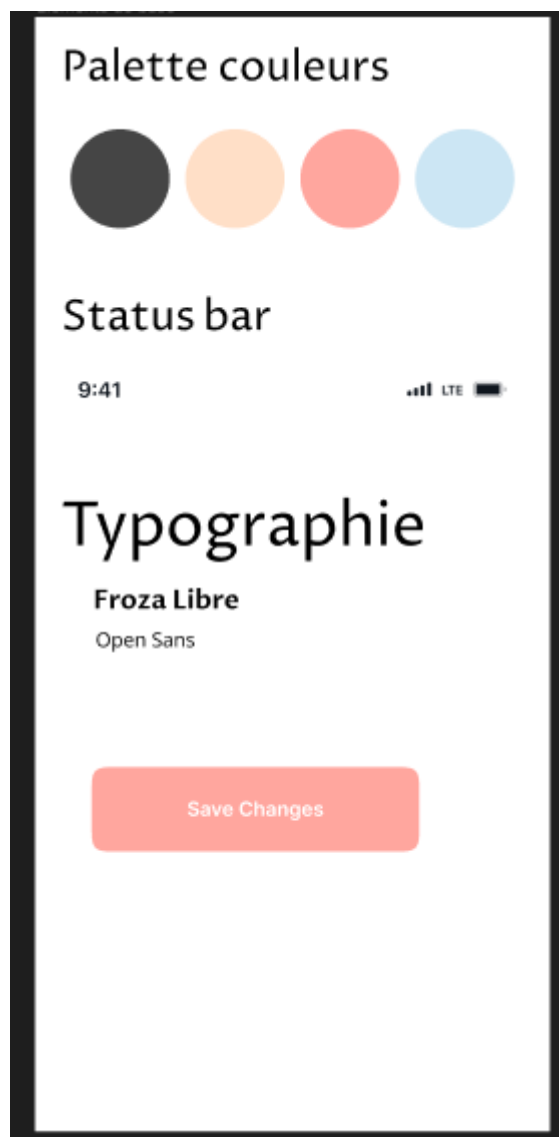 Palette couleurs
Status bar
9:41 LTE
Typographie
Froza Libre
Open Sans
Save Changes